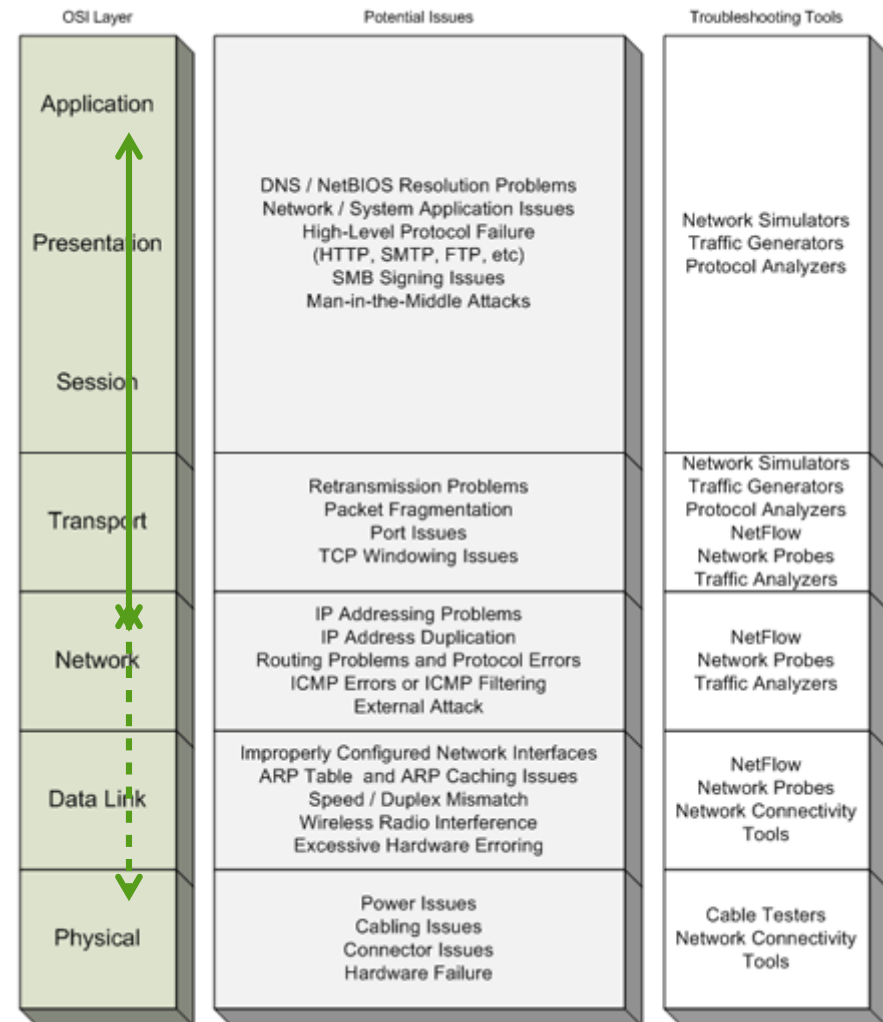 OSI Layer
Potential Issues
Troubleshooting Tools
Application
Presentation
Session
DNS / NetBIOS Resolution Problems
Network / System Application Issues
High-Level Protocol Failure
(HTTP, SMTP, FTP, etc)
SMB Signing Issues
Man-in-the-Middle Attacks
Network Simulators
Traffic Generators
Protocol Analyzers
Transport
Retransmission Problems
Packet Fragmentation
Port Issues
TCP Windowing Issues
Network Simulators
Traffic Generators
Protocol Analyzers
NetFlow
Network Probes
Traffic Analyzers
Network
IP Addressing Problems
IP Address Duplication
Routing Problems and Protocol Errors
ICMP Errors or ICMP Filtering
External Attack
NetFlow
Network Probes
Traffic Analyzers
Data Link
Improperly Configured Network Interfaces
ARP Table and ARP Caching Issues
Speed / Duplex Mismatch
Wireless Radio Interference
Excessive Hardware Erroring
NetFlow
Network Probes
Network Connectivity
Tools
Physical
Power Issues
Cabling Issues
Connector Issues
Hardware Failure
Cable Testers
Network Connectivity
Tools